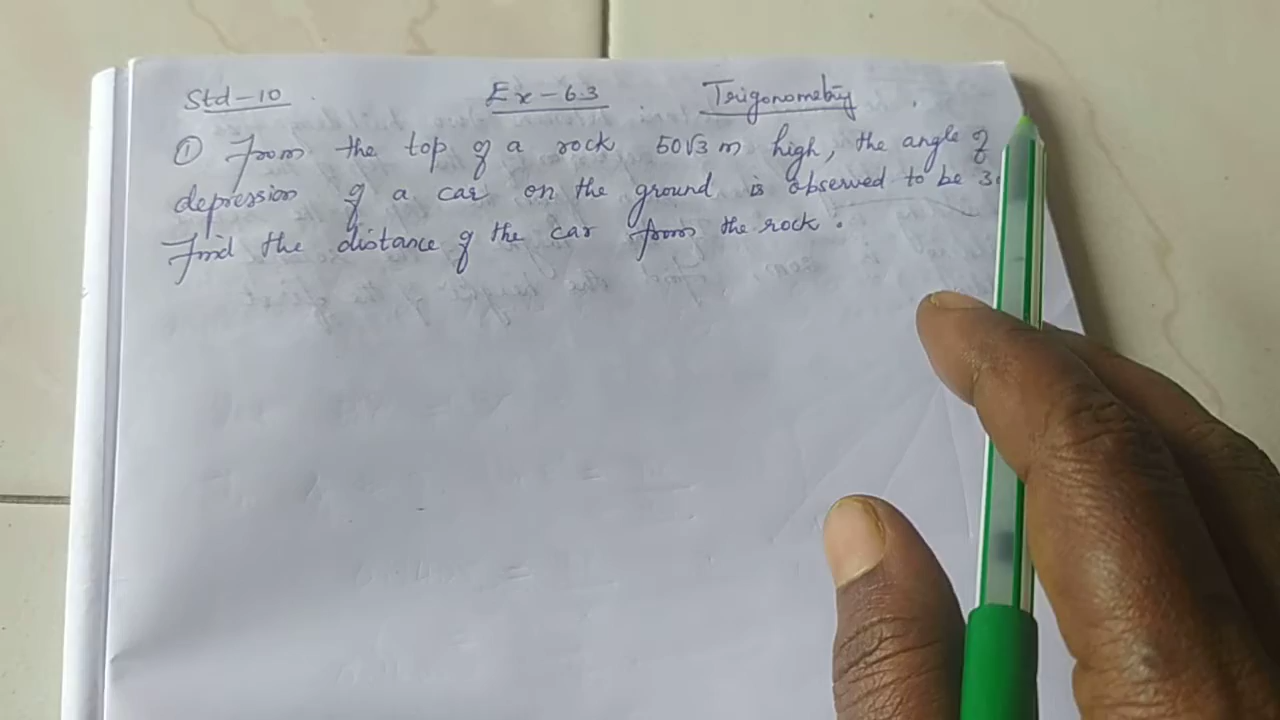 Std-10 Ex-6.3 Trigonometry
① From the top of a rock 50√3 m high, the angle of
depression of a car on the ground is observed to be
Find the distance of the car from the rock.